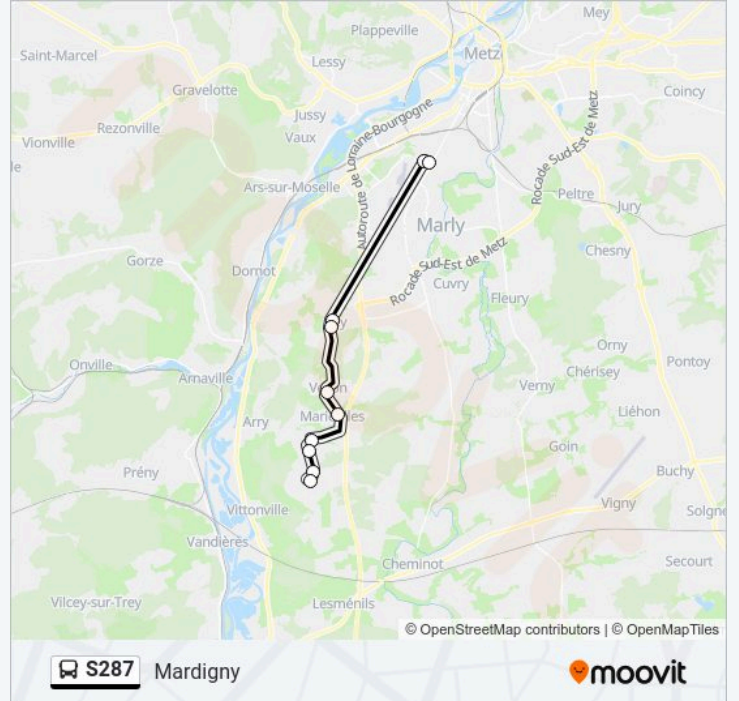 Mey
Plappeville
Saint-Marcel
Metz
Lessy
Gravelotte
Coincy
Jussy
Rezonville
Vaux
Vionville
Autoroute de Lorraine-Bourgogne
Rocade Sud-Est de Metz
le
Ars-sur-Moselle
Peltre
Jury
Marly
Chesny
Gorze
Dornot
Rocade Sud-Est de Metz
Cuvry
Fleury
Orny
Onville
Pontoy
Chérisey
Arnaville
Verny
Arry
Liéhon
Goin
Prény
Buchy
Vigny
Vittonville
Solgne
Vandières
Cheminot
Secourt
Vilcey-sur-Trey
Lesménils
© OpenStreetMap contributors | © OpenMapTiles
S287 Mardigny
moovit